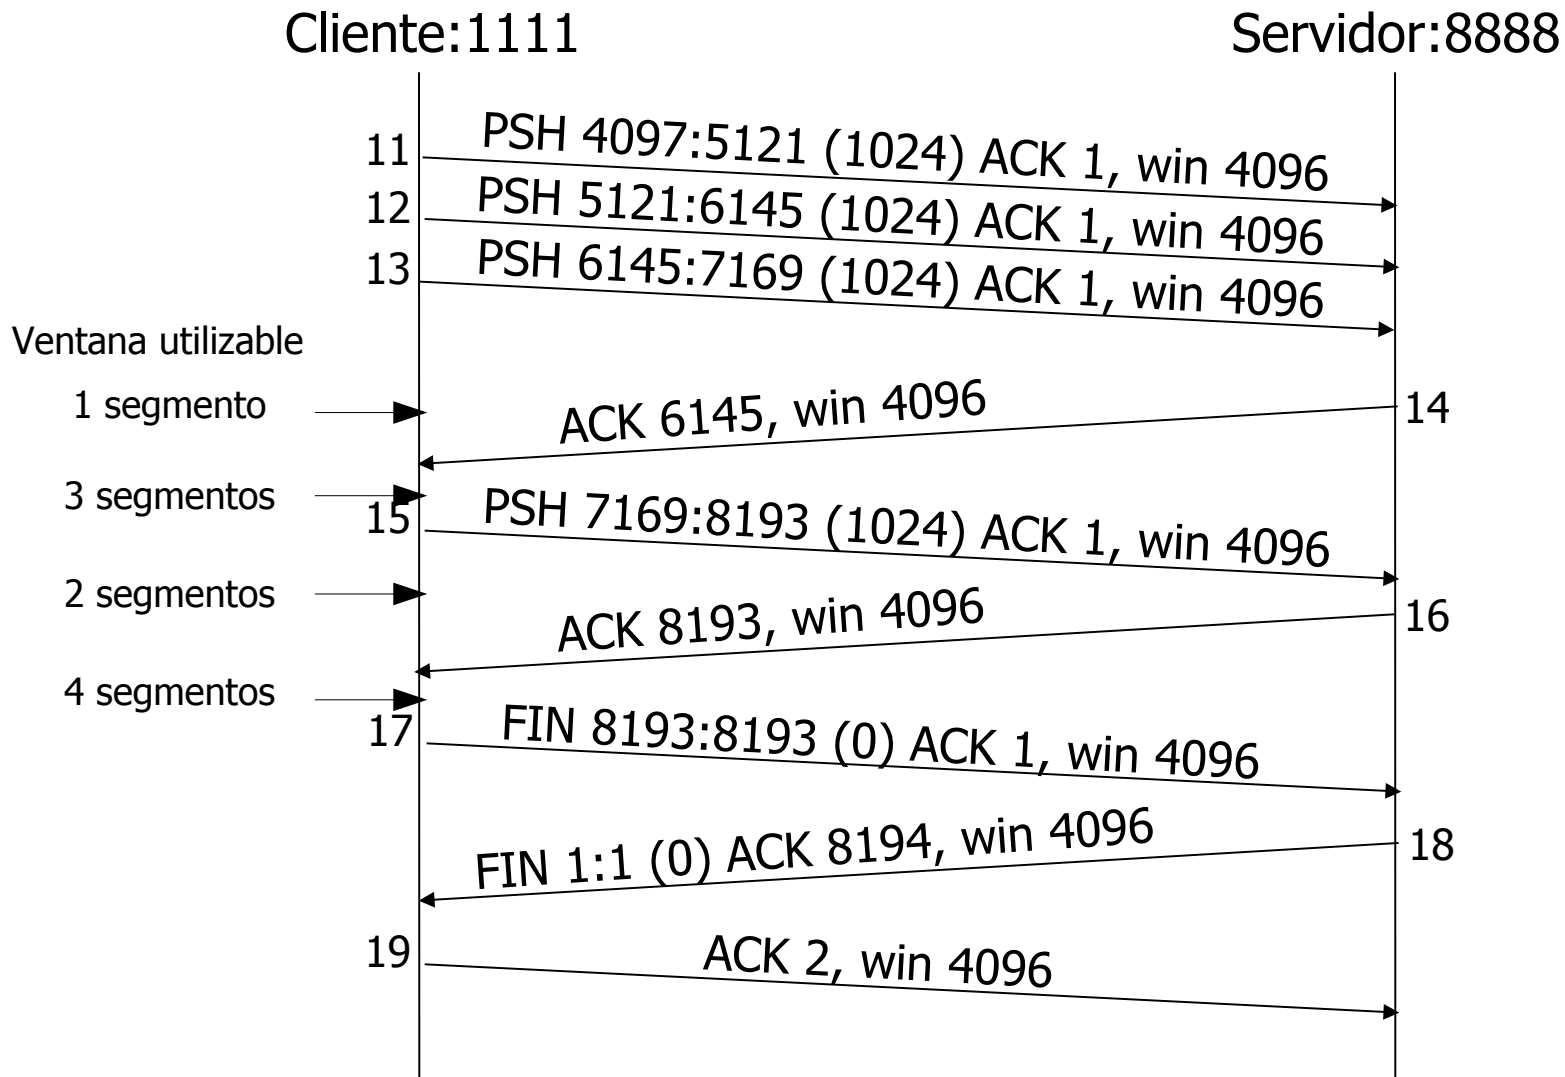 Cliente:1111
Servidor:8888
11
PSH 4097:5121 (1024) ACK 1, win 4096
12
PSH 5121:6145 (1024) ACK 1, win 4096
13
PSH 6145:7169 (1024) ACK 1, win 4096
Ventana utilizable
1 segmento
ACK 6145, win 4096
14
3 segmentos
15
PSH 7169:8193 (1024) ACK 1, win 4096
2 segmentos
ACK 8193, win 4096
16
4 segmentos
17
FIN 8193:8193 (0) ACK 1, win 4096
FIN 1:1 (0) ACK 8194, win 4096
18
19
ACK 2, win 4096